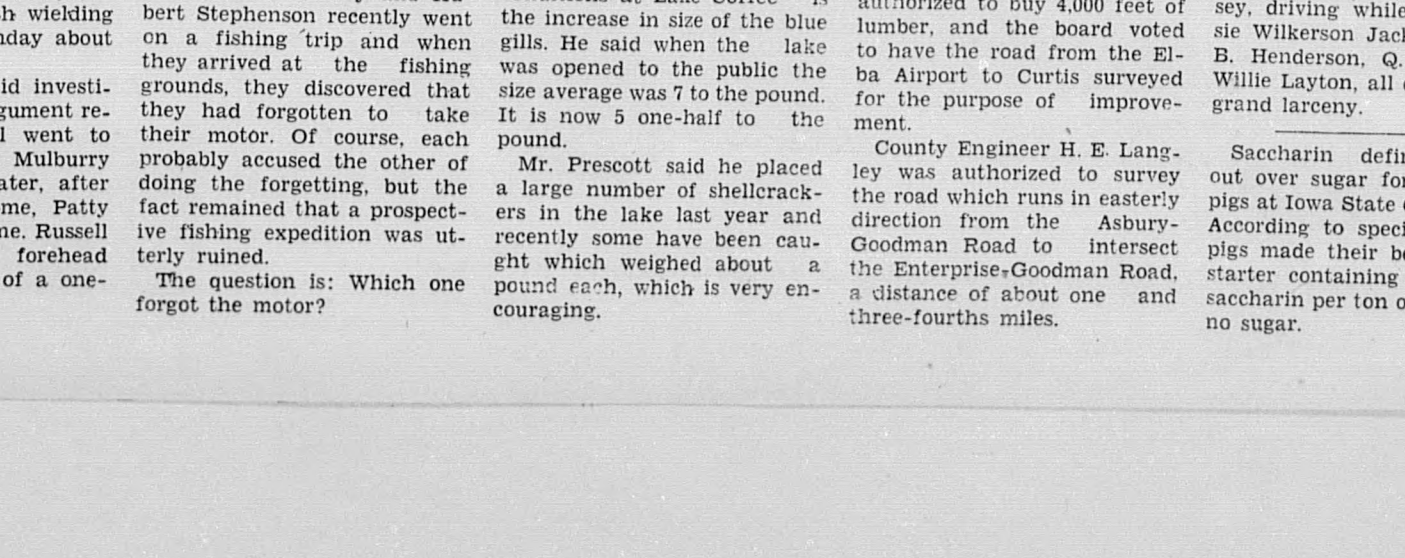 h wielding
nday about
id investi-
gument re-
l went to
Mulburry
ater, after
me, Patty
ne. Russell
forehead
of a one-
bert Stephenson recently went
on a fishing trip and when
they arrived at the fishing
grounds, they discovered that
they had forgotten to take
their motor. Of course, each
probably accused the other of
doing the forgetting, but the
fact remained that a prospect-
ive fishing expedition was ut-
terly ruined.
The question is: Which one
forgot the motor?
the increase in size of the blue
gills. He said when the lake
was opened to the public the
size average was 7 to the pound.
It is now 5 one-half to the
pound.
Mr. Prescott said he placed
a large number of shellcrack-
ers in the lake last year and
recently some have been cau-
ght which weighed about a
pound each, which is very en-
couraging.
authorized to buy 4,000 feet of
lumber, and the board voted
to have the road from the El-
ba Airport to Curtis surveyed
for the purpose of improve-
ment.
County Engineer H. E. Lang-
ley was authorized to survey
the road which runs in easterly
direction from the Asbury-
Goodman Road to intersect
the Enterprise-Goodman Road,
a distance of about one and
three-fourths miles.
sey, driving while
sie Wilkerson Jack
B. Henderson, Q.
Willie Layton, all
grand larceny.
Saccharin defin
out over sugar for
pigs at Iowa State
According to speci
pigs made their be
starter containing
saccharin per ton o
no sugar.